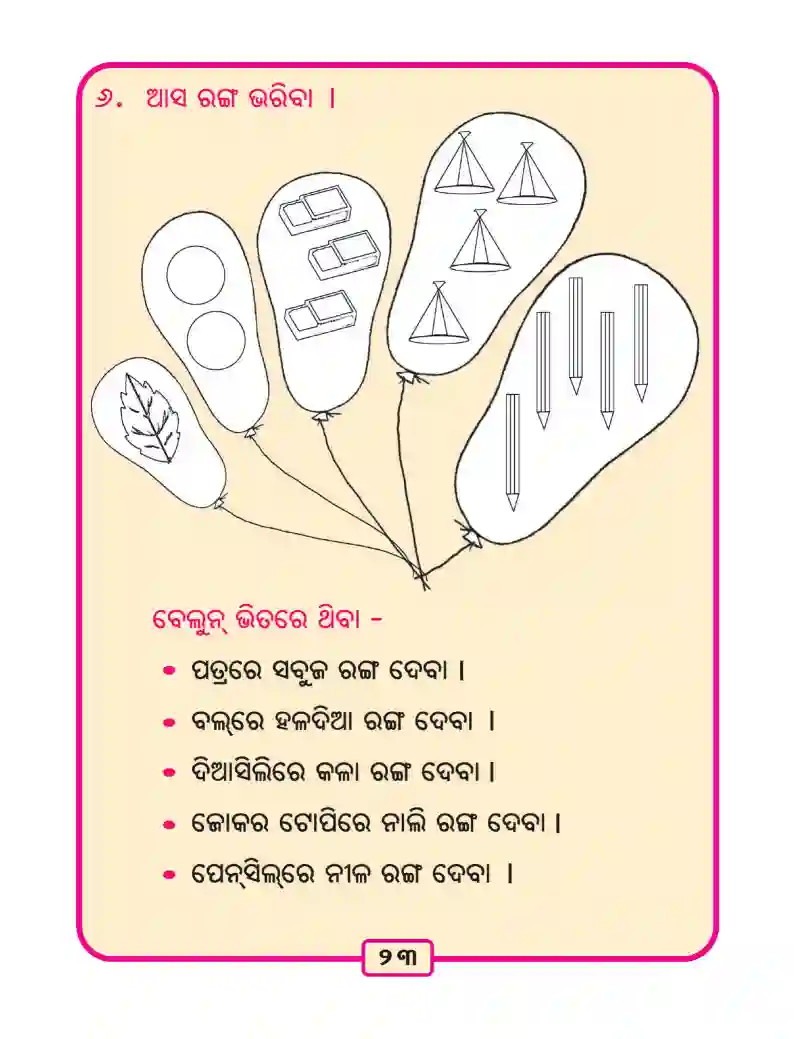 ୬. ଆସ ରଙ୍ଗ ଭରିବା ।
ବେଲୁନ୍ ଭିତରେ ଥିବା -
• ପତ୍ରରେ ସବୁଜ ରଙ୍ଗ ଦେବା ।
• ବଲ୍‌ରେ ହଳଦିଆ ରଙ୍ଗ ଦେବା ।
• ଦିଆସିଲିରେ କଳା ରଙ୍ଗ ଦେବା ।
• ଜୋକର ଟୋପିରେ ନାଲି ରଙ୍ଗ ଦେବା ।
• ପେନ୍‌ସିଲ୍‌ରେ ନୀଳ ରଙ୍ଗ ଦେବା ।
୨୩